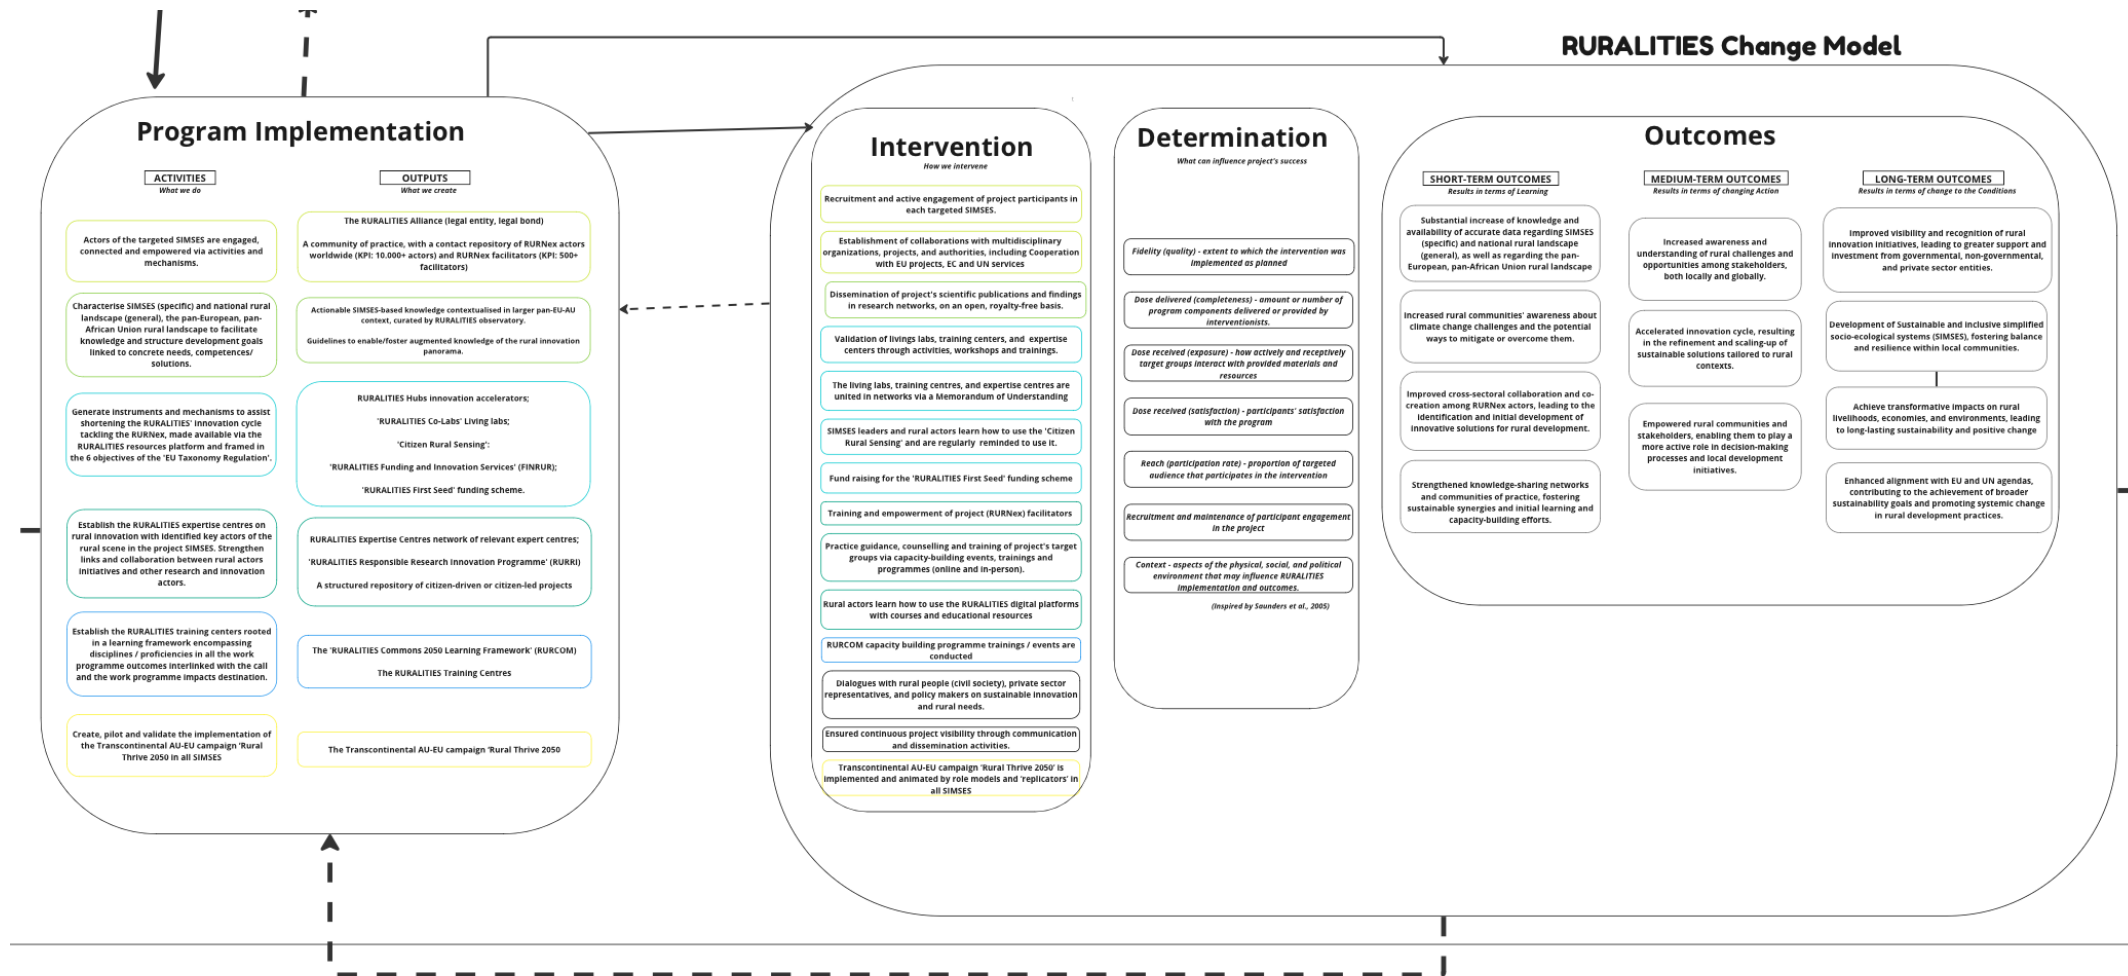 RURALITIES Change Model
Program Implementation
ACTIVITIES
What we do
Actors of the targeted SIMSES are engaged,
connected and empowered via activities and
mechanisms.
Characterise SIMSES (specific) and national rural
landscape (general), the pan-European, pan-
African Union rural landscape to facilitate
knowledge and structure development goals
linked to concrete needs, competences/
solutions.
Generate instruments and mechanisms to assist
shortening the RURALITIES' innovation cycle
tackling the RURNex, made available via the
RURALITIES resources platform and framed in
the 6 objectives of the 'EU Taxonomy Regulation'.
Establish the RURALITIES expertise centres on
rural innovation with identified key actors of the
rural scene in the project SIMSES. Strengthen
links and collaboration between rural actors
initiatives and other research and innovation
actors.
Establish the RURALITIES training centers rooted
in a learning framework encompassing
disciplines / proficiencies in all the work
programme outcomes interlinked with the call
and the work programme impacts destination.
Create, pilot and validate the implementation of
the Transcontinental AU-EU campaign 'Rural
Thrive 2050 in all SIMSES
OUTPUTS
What we create
The RURALITIES Alliance (legal entity, legal bond)
A community of practice, with a contact repository of RURNex actors
worldwide (KPI: 10.000+ actors) and RURNex facilitators (KPI: 500+
facilitators)
Actionable SIMSES-based knowledge contextualised in larger pan-EU-AU
context, curated by RURALITIES observatory.
Guidelines to enable/foster augmented knowledge of the rural innovation
panorama.
RURALITIES Hubs innovation accelerators;
'RURALITIES Co-Labs' Living labs;
'Citizen Rural Sensing':
'RURALITIES Funding and Innovation Services' (FINRUR);
'RURALITIES First Seed' funding scheme.
RURALITIES Expertise Centres network of relevant expert centres;
'RURALITIES Responsible Research Innovation Programme' (RURRI)
A structured repository of citizen-driven or citizen-led projects
The 'RURALITIES Commons 2050 Learning Framework' (RURCOM)
The RURALITIES Training Centres
The Transcontinental AU-EU campaign 'Rural Thrive 2050
Intervention
How we intervene
Recruitment and active engagement of project participants in
each targeted SIMSES.
Establishment of collaborations with multidisciplinary
organizations, projects, and authorities, including Cooperation
with EU projects, EC and UN services
Dissemination of project's scientific publications and findings
in research networks, on an open, royalty-free basis.
Validation of livings labs, training centers, and expertise
centers through activities, workshops and trainings.
The living labs, training centres, and expertise centres are
united in networks via a Memorandum of Understanding
SIMSES leaders and rural actors learn how to use the 'Citizen
Rural Sensing' and are regularly reminded to use it.
Fund raising for the 'RURALITIES First Seed' funding scheme
Training and empowerment of project (RURNex) facilitators
Practice guidance, counselling and training of project's target
groups via capacity-building events, trainings and
programmes (online and in-person).
Rural actors learn how to use the RURALITIES digital platforms
with courses and educational resources
RURCOM capacity building programme trainings / events are
conducted
Dialogues with rural people (civil society), private sector
representatives, and policy makers on sustainable innovation
and rural needs.
Ensured continuous project visibility through communication
and dissemination activities.
Transcontinental AU-EU campaign 'Rural Thrive 2050' is
implemented and animated by role models and 'replicators' in
all SIMSES
Determination
What can influence project's success
Fidelity (quality) - extent to which the intervention was
implemented as planned
Dose delivered (completeness) - amount or number of
program components delivered or provided by
interventionists.
Dose received (exposure) - how actively and receptively
target groups interact with provided materials and
resources
Dose received (satisfaction) - participants' satisfaction
with the program
Reach (participation rate) - proportion of targeted
audience that participates in the intervention
Recruitment and maintenance of participant engagement
in the project
Context - aspects of the physical, social, and political
environment that may influence RURALITIES
implementation and outcomes.
(Inspired by Saunders et al., 2005)
Outcomes
SHORT-TERM OUTCOMES
Results in terms of Learning
Substantial increase of knowledge and
availability of accurate data regarding SIMSES
(specific) and national rural landscape
(general), as well as regarding the pan-
European, pan-African Union rural landscape
Increased rural communities' awareness about
climate change challenges and the potential
ways to mitigate or overcome them.
Improved cross-sectoral collaboration and co-
creation among RURNex actors, leading to the
identification and initial development of
innovative solutions for rural development.
Strengthened knowledge-sharing networks
and communities of practice, fostering
sustainable synergies and initial learning and
capacity-building efforts.
MEDIUM-TERM OUTCOMES
Results in terms of changing Action
Increased awareness and
understanding of rural challenges and
opportunities among stakeholders,
both locally and globally.
Accelerated innovation cycle, resulting
in the refinement and scaling-up of
sustainable solutions tailored to rural
contexts.
Empowered rural communities and
stakeholders, enabling them to play a
more active role in decision-making
processes and local development
initiatives.
LONG-TERM OUTCOMES
Results in terms of change to the Conditions
Improved visibility and recognition of rural
innovation initiatives, leading to greater support and
investment from governmental, non-governmental,
and private sector entities.
Development of Sustainable and inclusive simplified
socio-ecological systems (SIMSES), fostering balance
and resilience within local communities.
Achieve transformative impacts on rural
livelihoods, economies, and environments, leading
to long-lasting sustainability and positive change
Enhanced alignment with EU and UN agendas,
contributing to the achievement of broader
sustainability goals and promoting systemic change
in rural development practices.